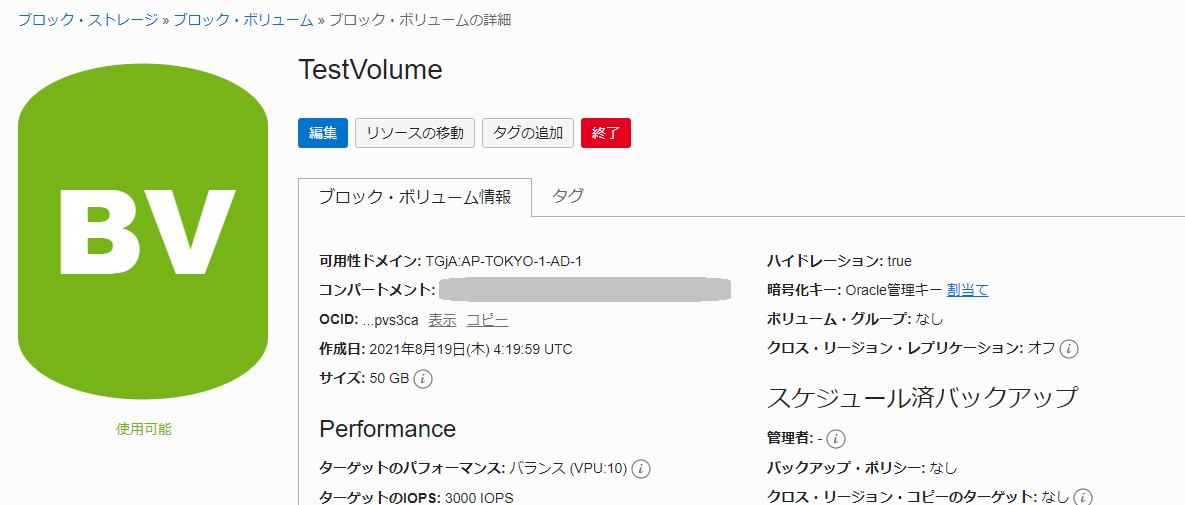 ブロック・ストレージ » ブロック・ボリューム » ブロック・ボリュームの詳細
BV
使用可能
TestVolume
編集 リソースの移動 タグの追加 終了
ブロック・ボリューム情報 タグ
可用性ドメイン: TGjA:AP-TOKYO-1-AD-1
コンパートメント:
OCID: ...pvs3ca 表示 コピー
作成日: 2021年8月19日(木) 4:19:59 UTC
サイズ: 50 GB
Performance
ターゲットのパフォーマンス: バランス (VPU:10)
ターゲットのIOPS: 3000 IOPS
ハイドレーション: true
暗号化キー: Oracle管理キー 割当て
ボリューム・グループ: なし
クロス・リージョン・レプリケーション: オフ
スケジュール済バックアップ
管理者: -
バックアップ・ポリシー: なし
クロス・リージョン・コピーのターゲット: なし